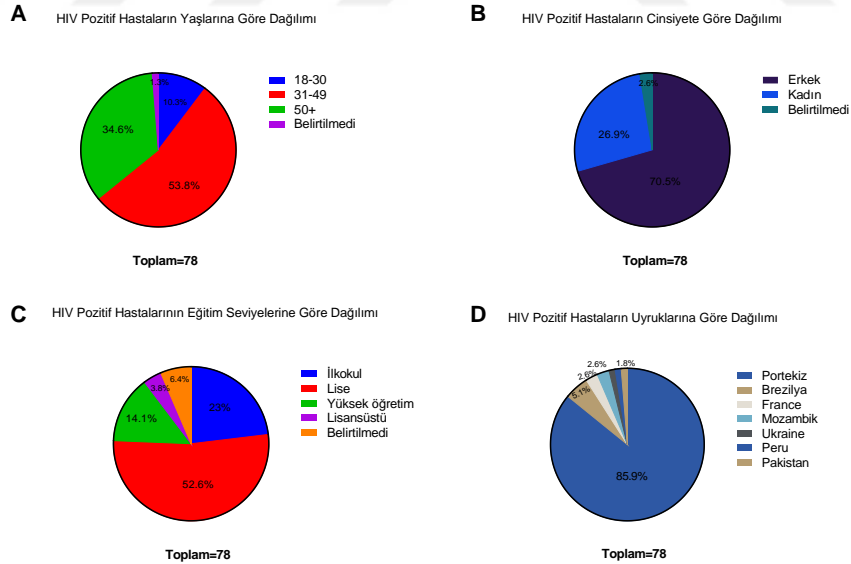 A
HIV Pozitif Hastaların Yaşlarına Göre Dağılımı
10.3%
53.8%
34.6%
18-30
31-49
50+
Belirtilmedi
Toplam=78
B
HIV Pozitif Hastaların Cinsiyete Göre Dağılımı
2.6%
26.9%
70.5%
Erkek
Kadın
Belirtilmedi
Toplam=78
C
HIV Pozitif Hastalarının Eğitim Seviyelerine Göre Dağılımı
6.4%
3.8%
23%
14.1%
52.6%
İlkokul
Lise
Yüksek öğretim
Lisansüstü
Belirtilmedi
Toplam=78
D
HIV Pozitif Hastaların Uyruklarına Göre Dağılımı
2.6%
1.8%
2.6%
5.1%
85.9%
Portekiz
Brezilya
France
Mozambik
Ukraine
Peru
Pakistan
Toplam=78